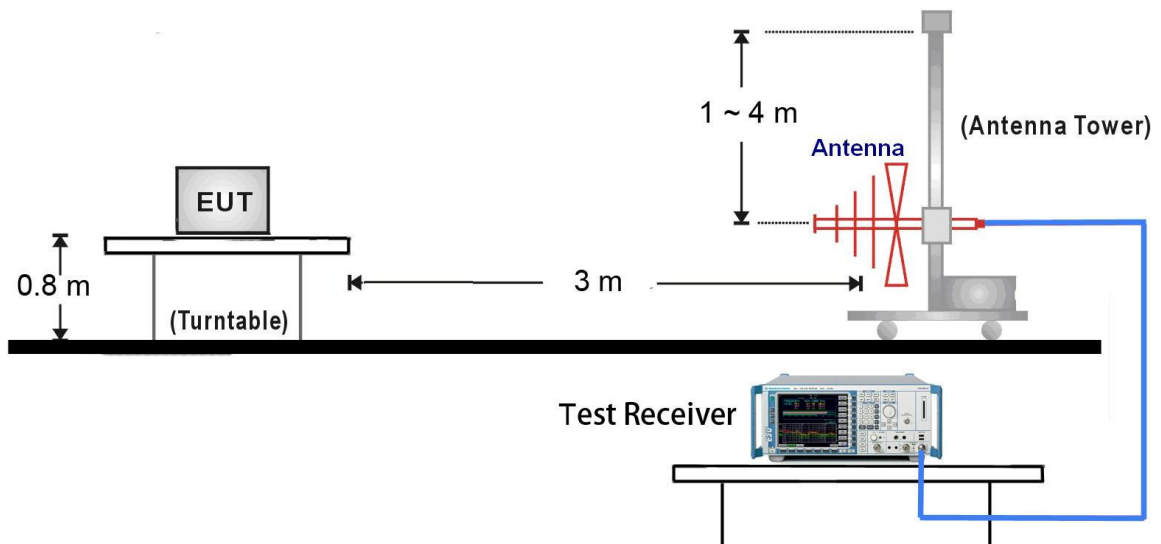 1 ~ 4 m
(Antenna Tower)
Antenna
EUT
0.8 m
3 m
(Turntable)
Test Receiver